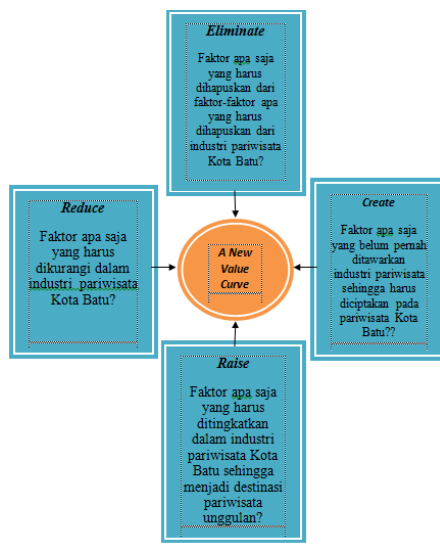 Eliminate
Faktor apa saja
yang harus
dihapuskan dari
faktor-faktor apa
yang harus
dihapuskan dari
industri pariwisata
Kota Batu?
Reduce
Faktor apa saja
yang harus
dikurangi dalam
industri pariwisata
Kota Batu?
A New
Value
Curve
Create
Faktor apa saja
yang belum pernah
ditawarkan
industri pariwisata
sehingga harus
diciptakan pada
pariwisata Kota
Batu??
Raise
Faktor apa saja
yang harus
ditingkatkan
dalam industri
pariwisata Kota
Batu sehingga
menjadi destinasi
pariwisata
unggulan?